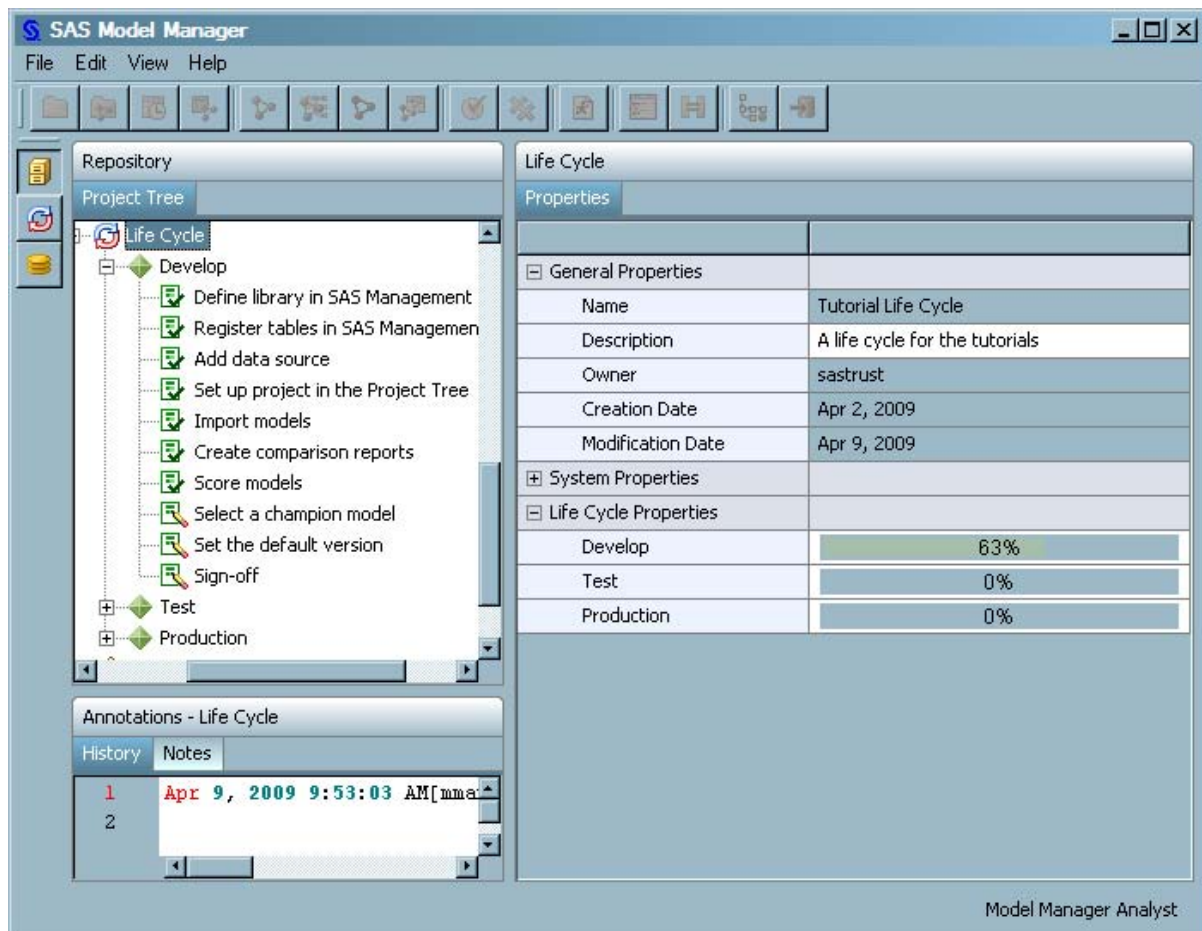 SAS Model Manager
File Edit View Help
Repository
Project Tree
Life Cycle
Develop
Define library in SAS Management
Register tables in SAS Managemen
Add data source
Set up project in the Project Tree
Import models
Create comparison reports
Score models
Select a champion model
Set the default version
Sign-off
Test
Production
Annotations - Life Cycle
History Notes
1 Apr 9, 2009 9:53:03 AM[mma
2
Life Cycle
Properties
General Properties
Name Tutorial Life Cycle
Description A life cycle for the tutorials
Owner sastrust
Creation Date Apr 2, 2009
Modification Date Apr 9, 2009
System Properties
Life Cycle Properties
Develop 63%
Test 0%
Production 0%
Model Manager Analyst